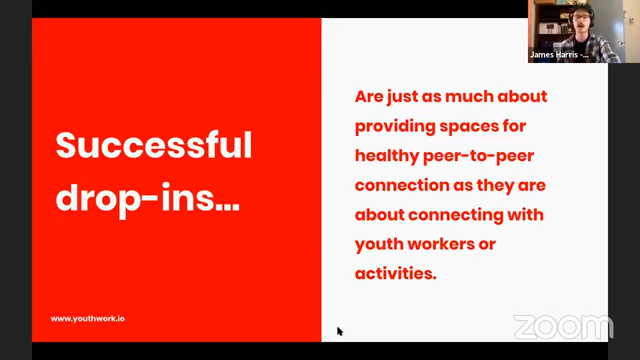 Successful
drop-ins...
Are just as much about
providing spaces for
healthy peer-to-peer
connection as they are
about connecting with
youth workers or
activities.
www.youthwork.io
James Harris -...
zoom